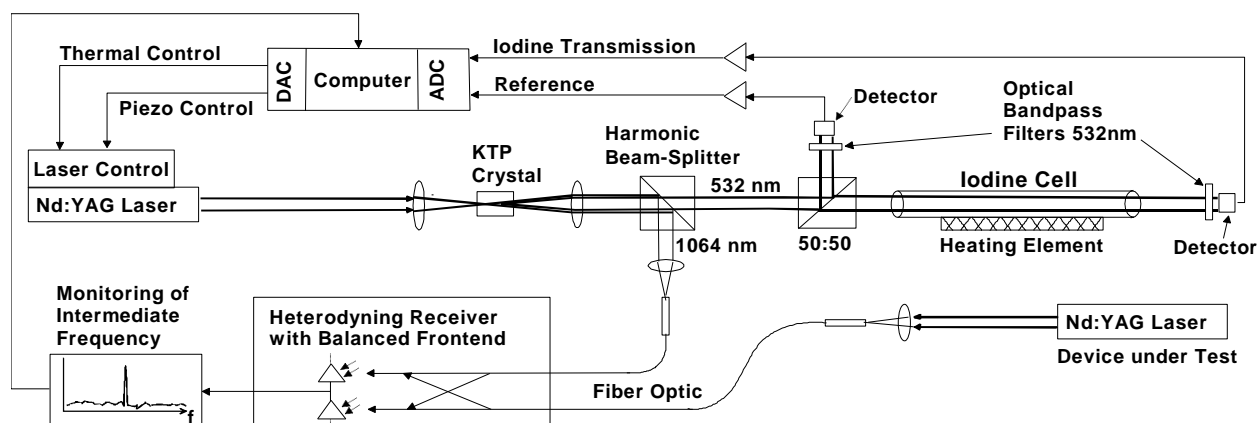 Thermal Control
Piezo Control
DAC
Computer
ADC
Iodine Transmission
Reference
Detector
Optical
Bandpass
Filters 532nm
Laser Control
Nd:YAG Laser
KTP
Crystal
Harmonic
Beam-Splitter
532 nm
1064 nm
50:50
Iodine Cell
Heating Element
Detector
Monitoring of
Intermediate
Frequency
f
Heterodyning Receiver
with Balanced Frontend
Fiber Optic
Nd:YAG Laser
Device under Test